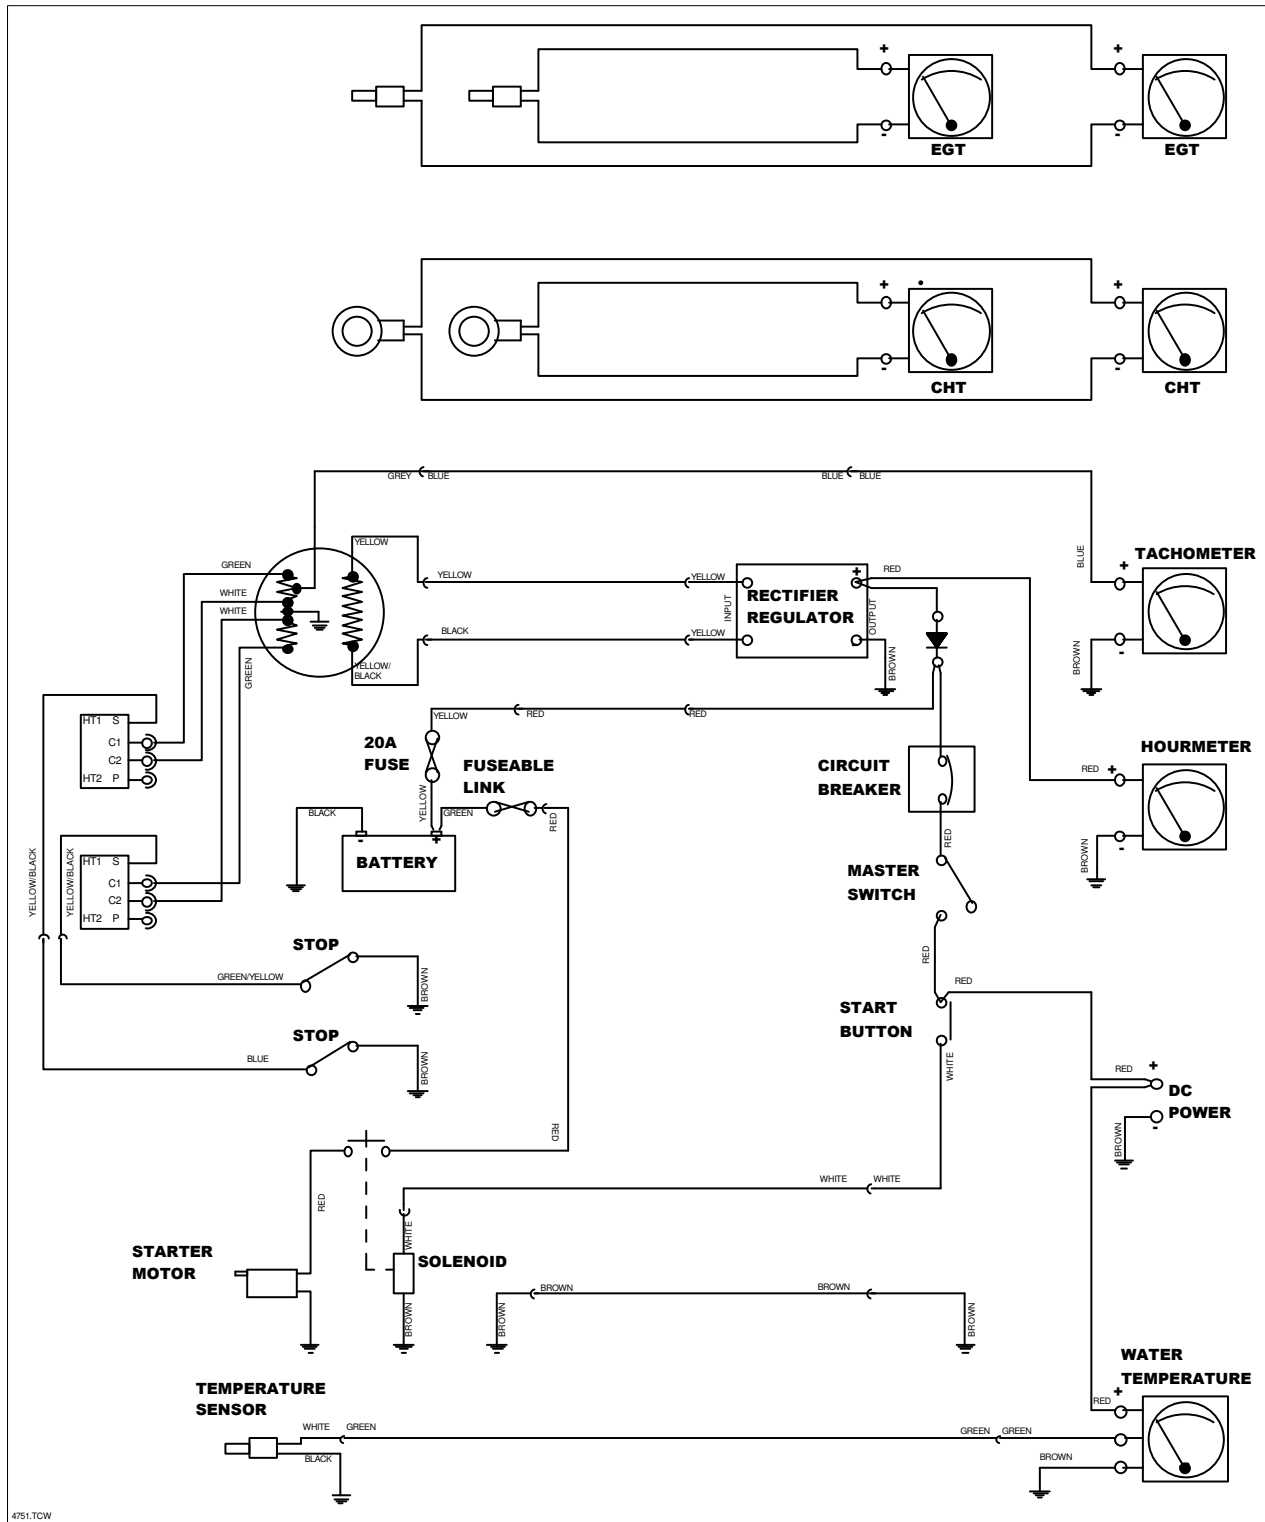 +
+
-
-
EGT
EGT
+
+
-
-
CHT
CHT
GREY
BLUE
BLUE
BLUE
YELLOW
GREEN
YELLOW
YELLOW
INPUT
RECTIFIER
REGULATOR
+
OUTPUT
RED
BLUE
TACHOMETER
+
-
WHITE
WHITE
BLACK
YELLOW
GREEN
YELLOW/
BLACK
BROWN
BROWN
HT1 S
C1
C2
HT2 P
YELLOW
RED
RED
20A
FUSE
FUSEABLE
LINK
CIRCUIT
BREAKER
HOURMETER
RED
+
-
BROWN
BLACK
YELLOW
GREEN
RED
-
+
BATTERY
RED
MASTER
SWITCH
YELLOW/BLACK
YELLOW/BLACK
HT1 S
C1
C2
HT2 P
STOP
GREEN/YELLOW
BROWN
RED
RED
START
BUTTON
STOP
BLUE
BROWN
WHITE
RED
+
DC
POWER
-
BROWN
RED
RED
WHITE
WHITE
WHITE
STARTER
MOTOR
SOLENOID
BROWN
BROWN
BROWN
BROWN
BROWN
WATER
TEMPERATURE
TEMPERATURE
SENSOR
RED
+
WHITE
GREEN
GREEN
GREEN
BLACK
BROWN
4751.TCW